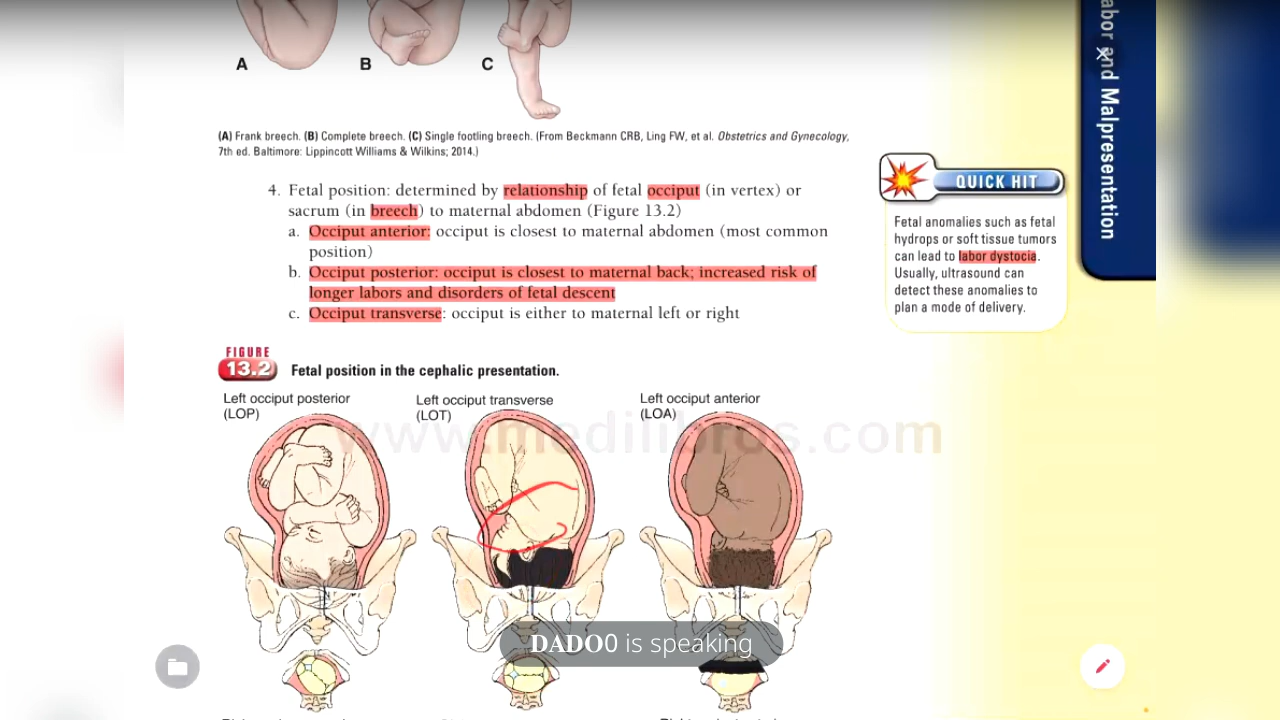 A
B
C
(A) Frank breech. (B) Complete breech. (C) Single footling breech. (From Beckmann CRB, Ling FW, et al. Obstetrics and Gynecology,
7th ed. Baltimore: Lippincott Williams & Wilkins; 2014.)
4. Fetal position: determined by relationship of fetal occiput (in vertex) or
sacrum (in breech) to maternal abdomen (Figure 13.2)
a. Occiput anterior: occiput is closest to maternal abdomen (most common
position)
b. Occiput posterior: occiput is closest to maternal back; increased risk of
longer labors and disorders of fetal descent
c. Occiput transverse: occiput is either to maternal left or right
FIGURE
13.2 Fetal position in the cephalic presentation.
Left occiput posterior
(LOP)
Left occiput transverse
(LOT)
Left occiput anterior
(LOA)
www.medilibros.com
DADO0 is speaking
QUICK HIT
Fetal anomalies such as fetal
hydrops or soft tissue tumors
can lead to labor dystocia.
Usually, ultrasound can
detect these anomalies to
plan a mode of delivery.
and Malpresentation